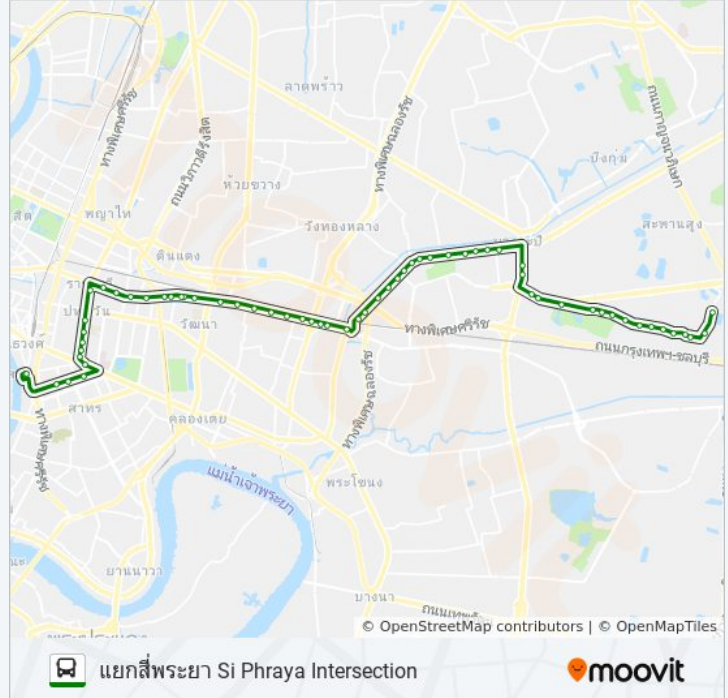 ลาดพร้าว
ทางพิเศษศรีรัช
ถนนวิภาวดีรังสิต
ทางพิเศษฉลองรัช
ถนนกาญจนาภิเษก
บึงกุ่ม
ห้วยขวาง
พญาไท
วังทองหลาง
สะพานสูง
ดินแดง
วัฒนา
ทางพิเศษศรีรัช
ถนนกรุงเทพฯ-ชลบุรี
สาทร
คลองเตย
ทางพิเศษฉลองรัช
ทางพิเศษศรีรัช
แม่น้ำเจ้าพระยา
พระโขนง
ยานนาวา
บางนา
© OpenStreetMap contributors | © OpenMapTiles
แยกสี่พระยา Si Phraya Intersection
moovit